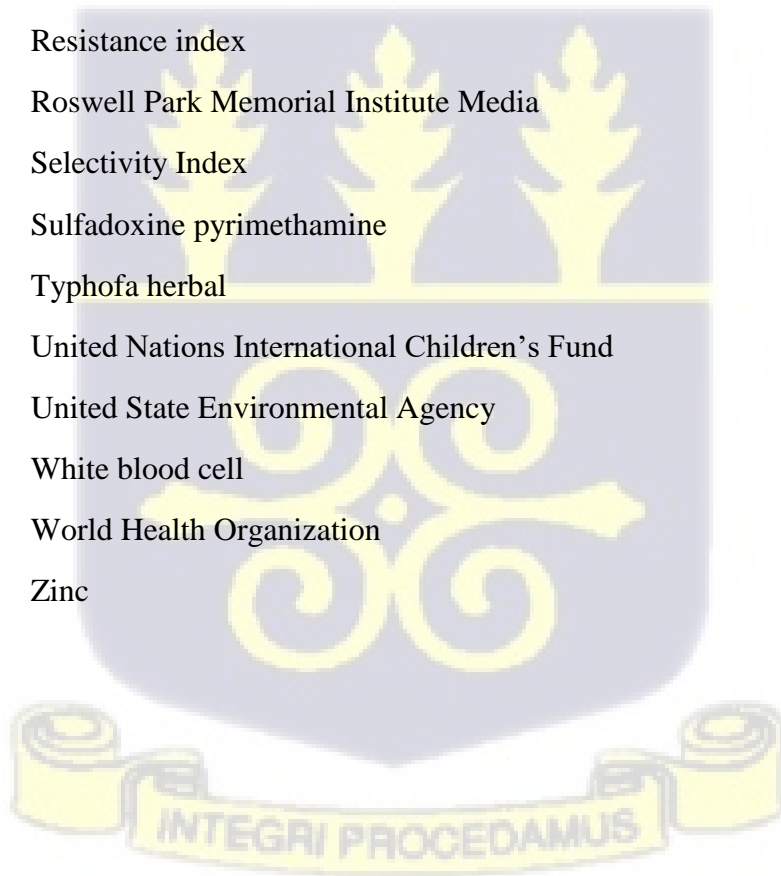 Resistance index
Roswell Park Memorial Institute Media
Selectivity Index
Sulfadoxine pyrimethamine
Typhofa herbal
United Nations International Children’s Fund
United State Environmental Agency
White blood cell
World Health Organization
Zinc
INTEGRI PROCEDAMUS